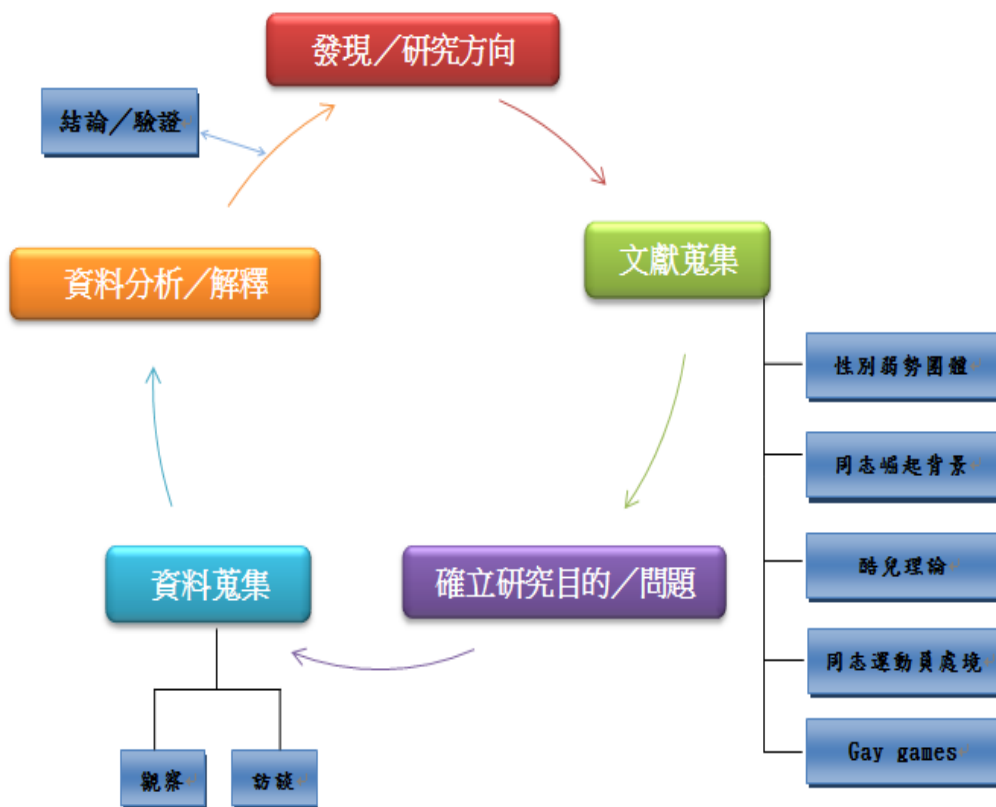 發現／研究方向
結論／驗證
文獻蒐集
資料分析／解釋
性別弱勢團體
同志崛起背景
酷兒理論
同志運動員處境
Gay games
確立研究目的／問題
資料蒐集
觀察
訪談